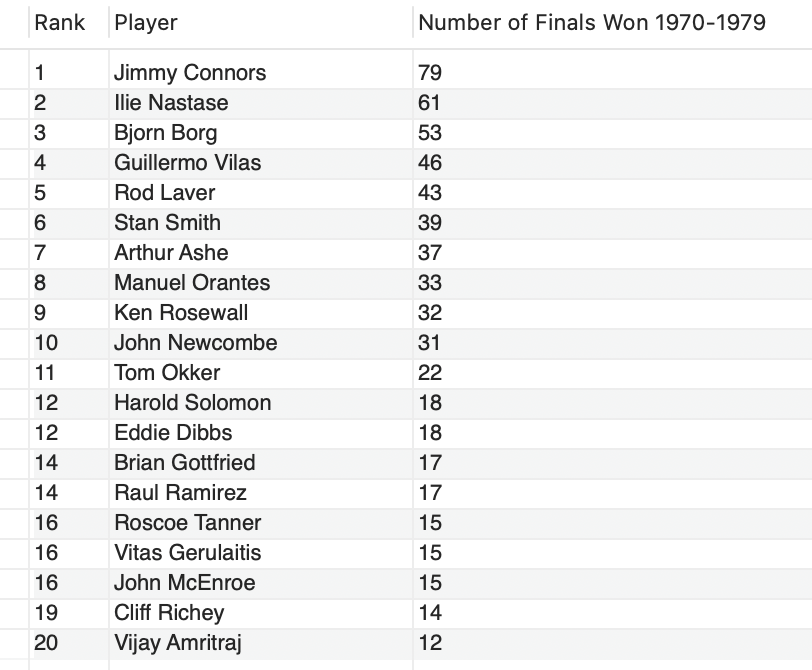 Rank Player Number of Finals Won 1970-1979
1 Jimmy Connors 79
2 Ilie Nastase 61
3 Bjorn Borg 53
4 Guillermo Vilas 46
5 Rod Laver 43
6 Stan Smith 39
7 Arthur Ashe 37
8 Manuel Orantes 33
9 Ken Rosewall 32
10 John Newcombe 31
11 Tom Okker 22
12 Harold Solomon 18
12 Eddie Dibbs 18
14 Brian Gottfried 17
14 Raul Ramirez 17
16 Roscoe Tanner 15
16 Vitas Gerulaitis 15
16 John McEnroe 15
19 Cliff Richey 14
20 Vijay Amritraj 12